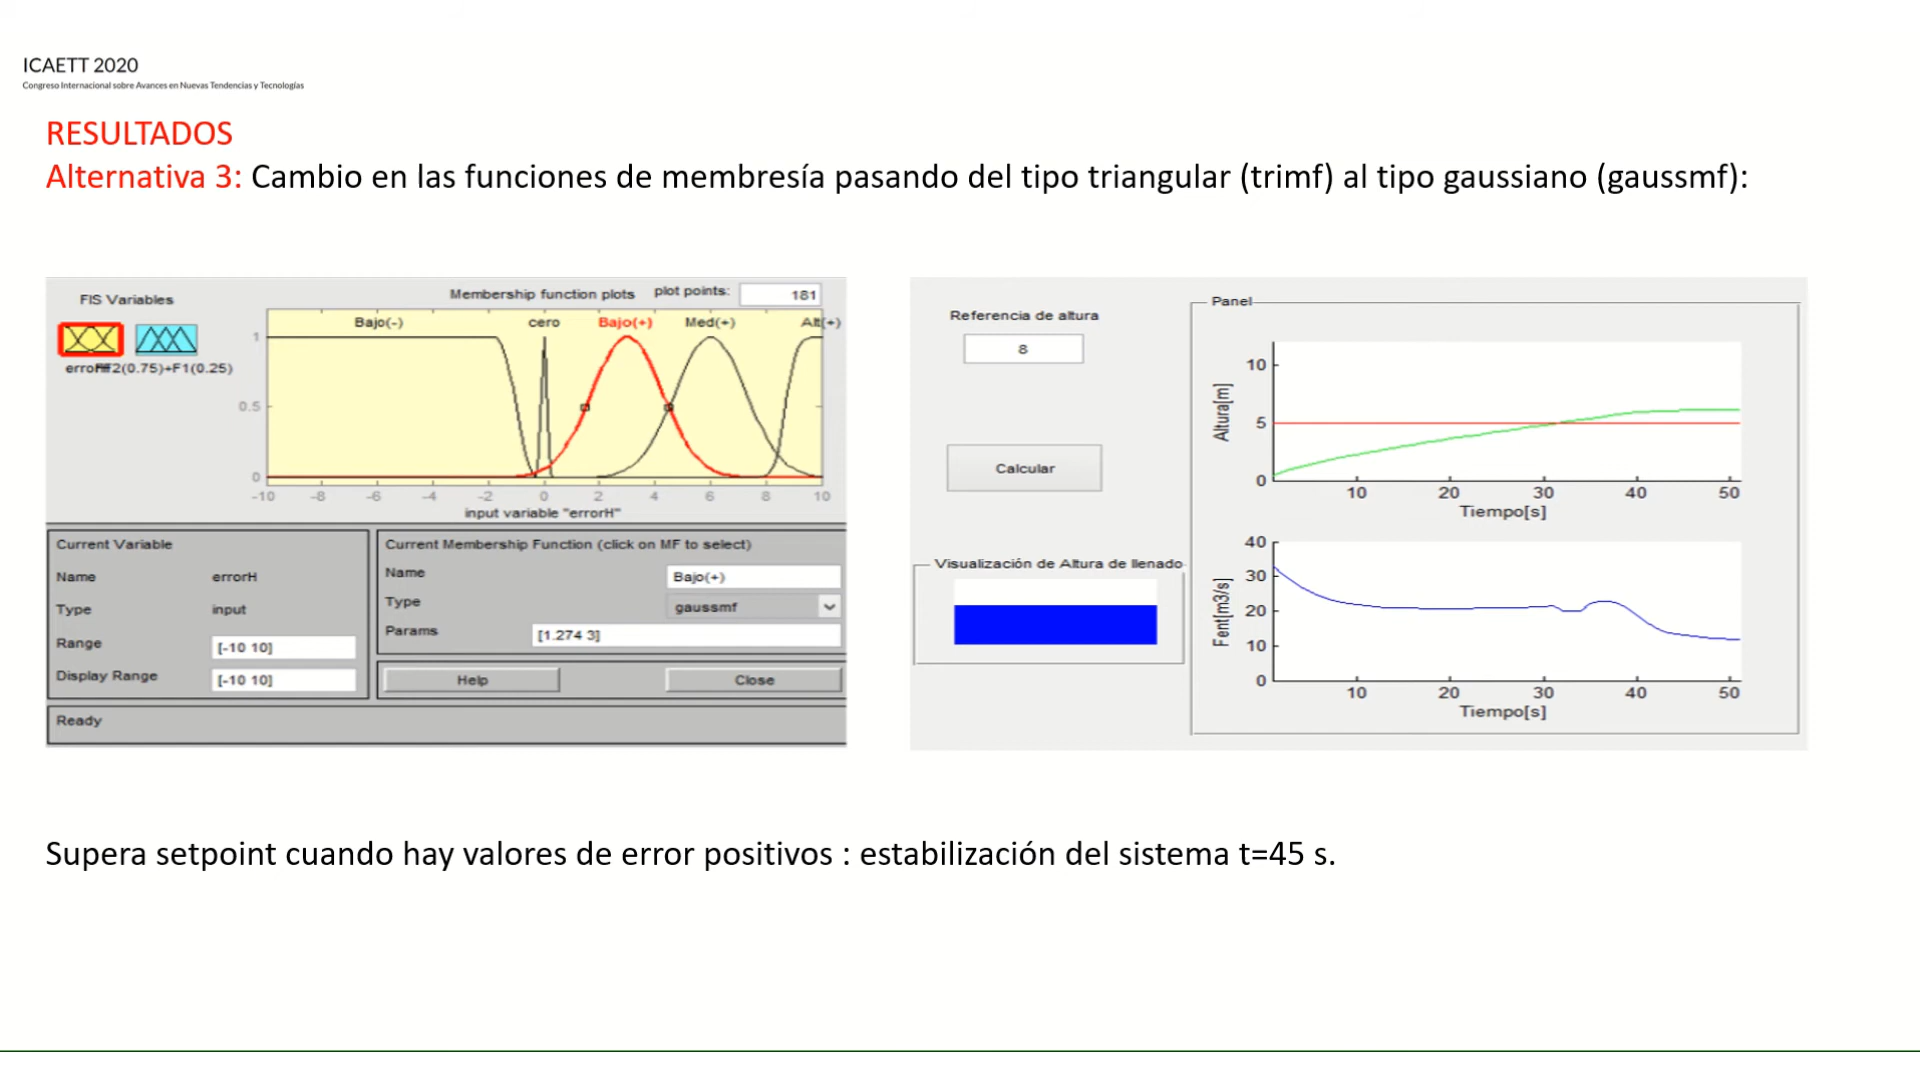 ICAETT 2020
Congreso Internacional sobre Avances en Nuevas Tendencias y Tecnologías
RESULTADOS
Alternativa 3: Cambio en las funciones de membresía pasando del tipo triangular (trimf) al tipo gaussiano (gaussmf):
FIS Variables
Membership function plots plot points: 181
Bajo(-) cero Bajo(+) Med(+) Alt(+)
1
0.5
0
-10 -8 -6 -4 -2 0 2 4 6 8 10
input variable "errorH"
2(0.75)+F1(0.25)
Current Variable
Name errorH
Type input
Range [-10 10]
Display Range [-10 10]
Current Membership Function (click on MF to select)
Name Bajo(+)
Type gaussmf
Params [1.274 3]
Help Close
Ready
Referencia de altura
8
Calcular
Visualización de Altura de llenado
Panel
Altura[m]
10
5
0
10 20 30 40 50
Tiempo[s]
Fent[m3/s]
40
30
20
10
0
10 20 30 40 50
Tiempo[s]
Supera setpoint cuando hay valores de error positivos : estabilización del sistema t=45 s.